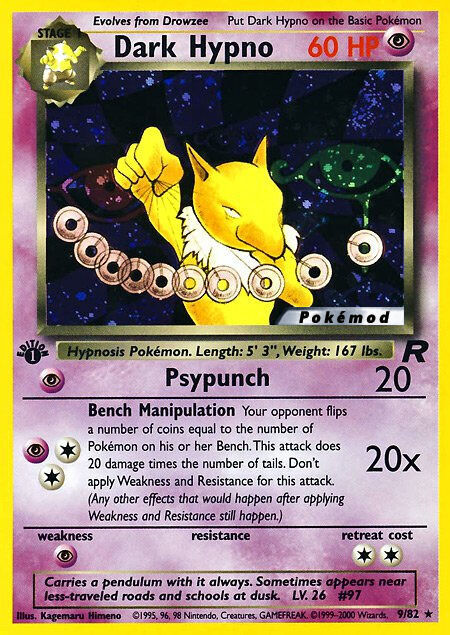 Evolves from Drowzee
Put Dark Hypno on the Basic Pokémon
STAGE 1
Dark Hypno
60 HP
Pokémod
EDITION
1
Hypnosis Pokémon. Length: 5' 3", Weight: 167 lbs.
R
Psypunch
20
Bench Manipulation Your opponent flips
a number of coins equal to the number of
Pokémon on his or her Bench. This attack does
20 damage times the number of tails. Don't
apply Weakness and Resistance for this attack.
(Any other effects that would happen after applying
Weakness and Resistance still happen.)
20x
weakness
resistance
retreat cost
Carries a pendulum with it always. Sometimes appears near
less-traveled roads and schools at dusk. LV. 26 #97
Illus. Kagemaru Himeno
©1995, 96, 98 Nintendo, Creatures, GAMEFREAK. ©1999-2000 Wizards.
9/82 ★